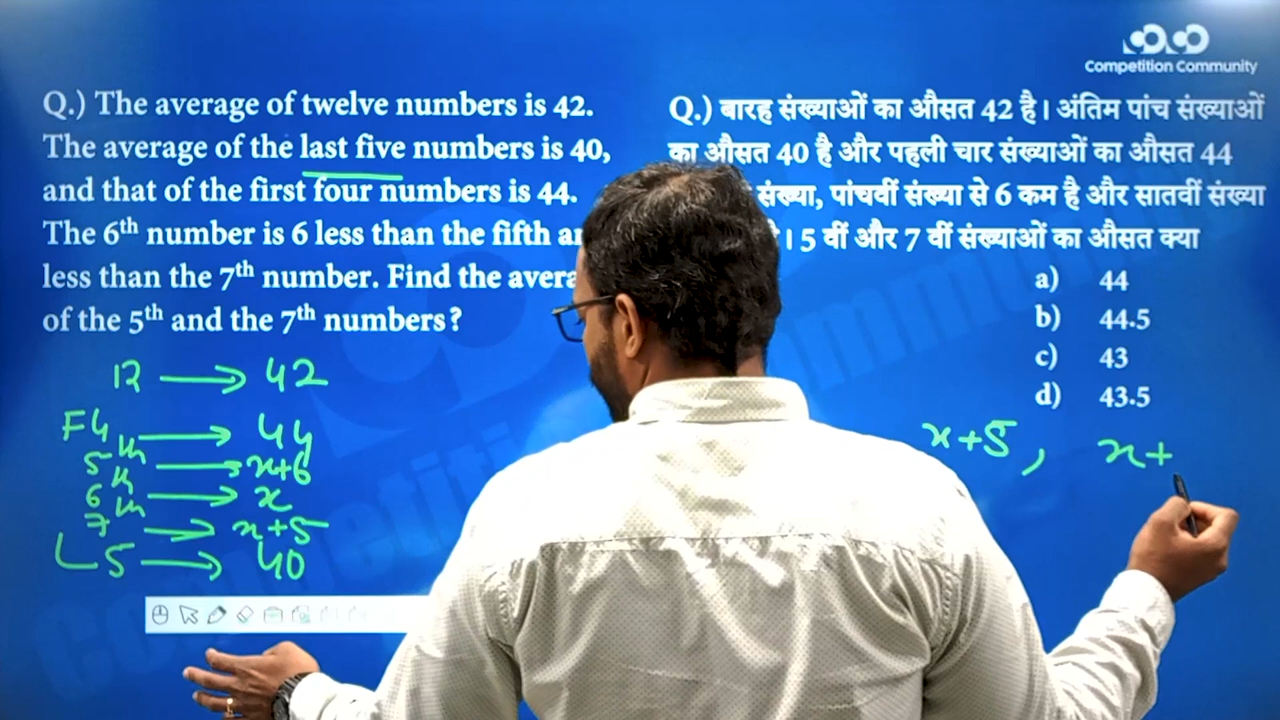 Competition Community
Q.) The average of twelve numbers is 42.
The average of the last five numbers is 40,
and that of the first four numbers is 44.
The 6th number is 6 less than the fifth
less than the 7th number. Find the
of the 5th and the 7th numbers?
Q.) बारह संख्याओं का औसत 42 है। अंतिम पांच संख्याओं
का औसत 40 है और पहली चार संख्याओं का औसत 44
संख्या, पांचवीं संख्या से 6 कम है और सातवीं संख्या
। 5 वीं और 7 वीं संख्याओं का औसत क्या
a) 44
b) 44.5
c) 43
d) 43.5
12 → 42
F4 → 44
5th → x+6
6th → x
7th → x+5
L5 → 40
x+5, x+